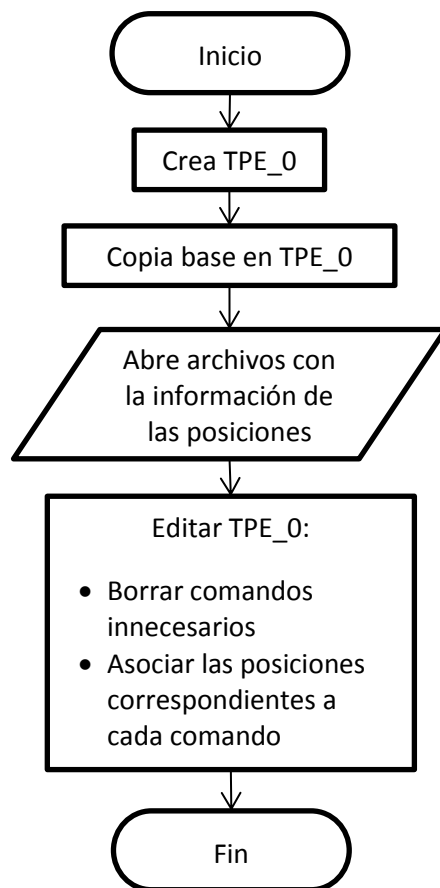 Inicio
Crea TPE_0
Copia base en TPE_0
Abre archivos con
la información de
las posiciones
Editar TPE_0:
• Borrar comandos
innecesarios
• Asociar las posiciones
correspondientes a
cada comando
Fin